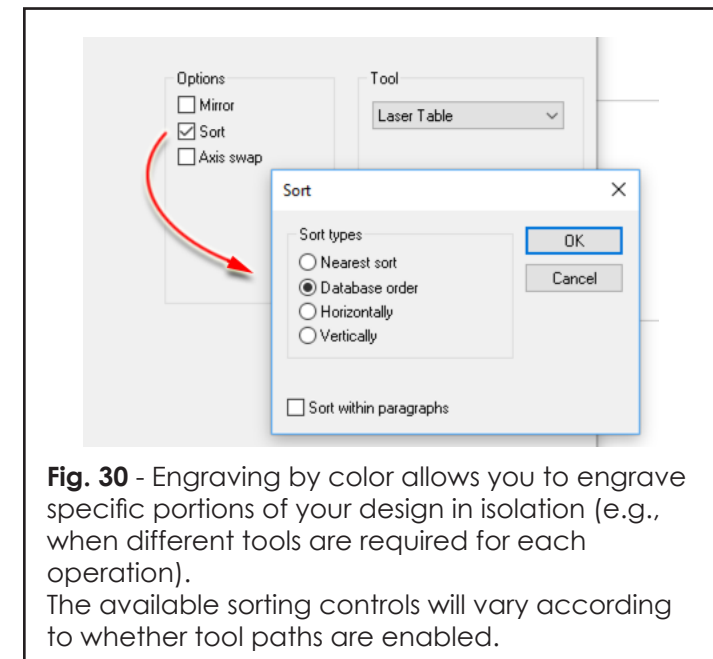 Options
Mirror
Sort
Axis swap
Tool
Laser Table
Sort
Sort types
Nearest sort
Database order
Horizontally
Vertically
OK
Cancel
Sort within paragraphs
Fig. 30 - Engraving by color allows you to engrave
specific portions of your design in isolation (e.g.,
when different tools are required for each
operation).
The available sorting controls will vary according
to whether tool paths are enabled.